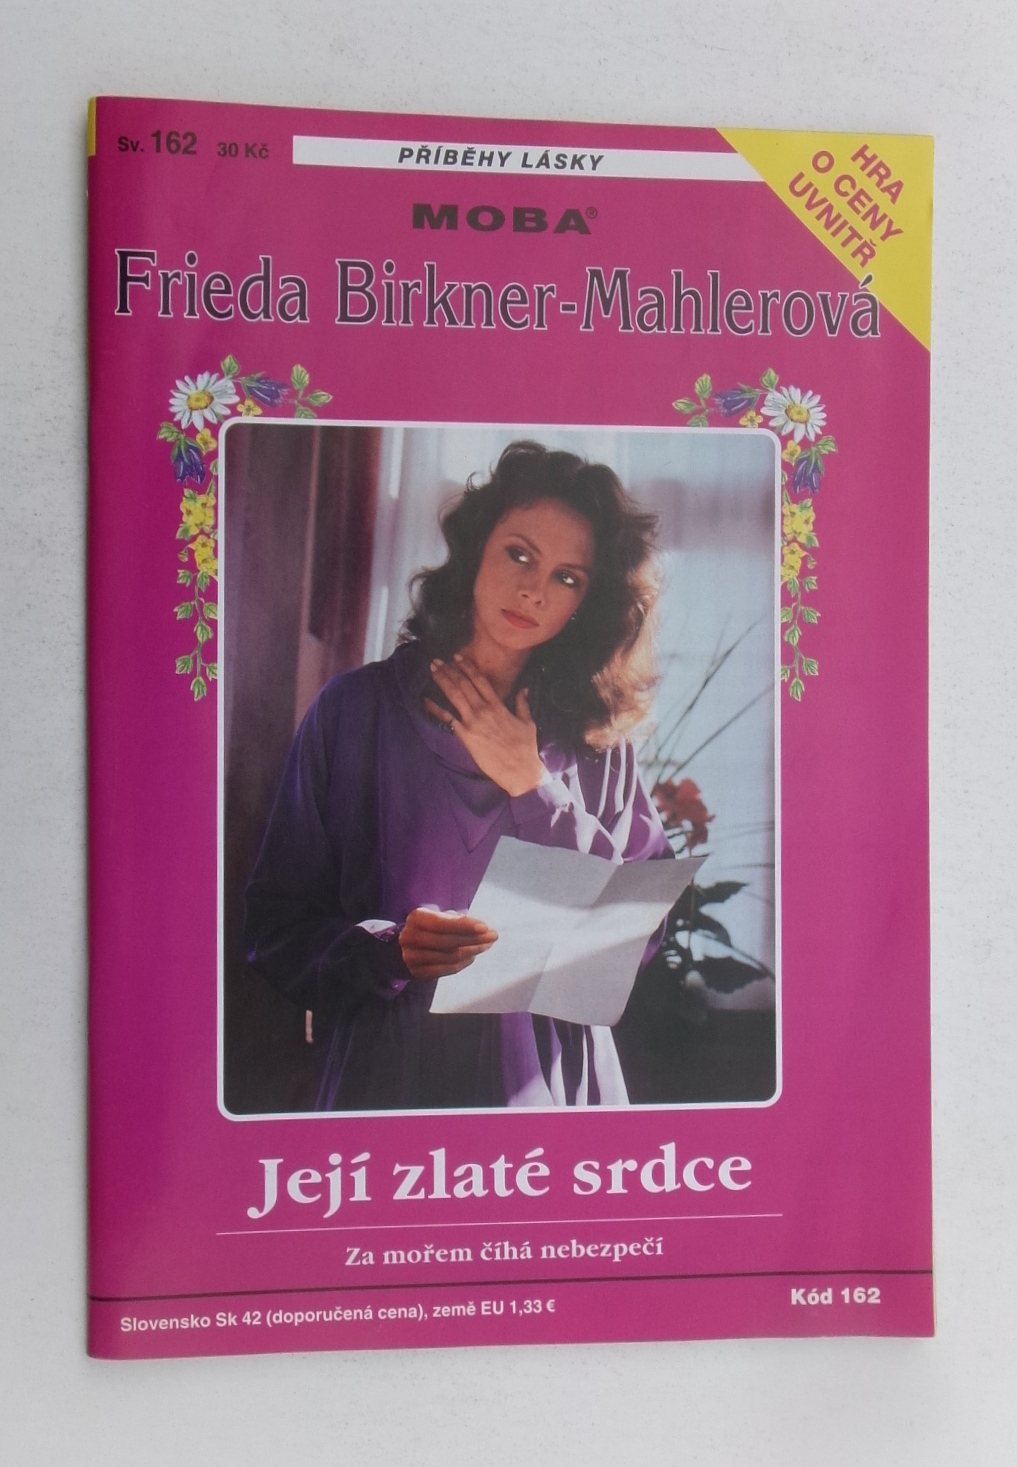 Sv. 162 30 Kč
PŘÍBĚHY LÁSKY
HRA
O CENY
UVNITŘ
MOBA®
Frieda Birkner-Mahlerová
Její zlaté srdce
Za mořem číhá nebezpečí
Kód 162
Slovensko Sk 42 (doporučená cena), země EU 1,33 €